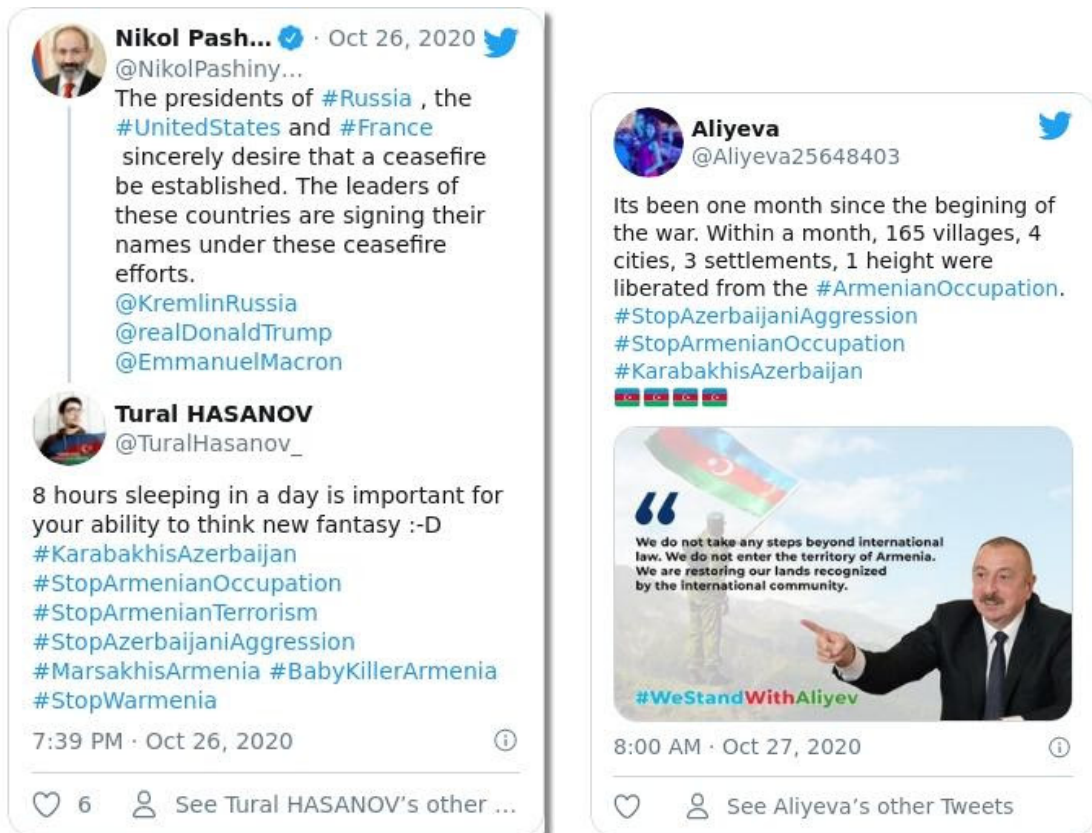 Nikol Pash... · Oct 26, 2020
@NikolPashiny...
The presidents of #Russia , the
#UnitedStates and #France
sincerely desire that a ceasefire
be established. The leaders of
these countries are signing their
names under these ceasefire
efforts.
@KremlinRussia
@realDonaldTrump
@EmmanuelMacron
Tural HASANOV
@TuralHasanov_
8 hours sleeping in a day is important for
your ability to think new fantasy :-D
#KarabakhisAzerbaijan
#StopArmenianOccupation
#StopArmenianTerrorism
#StopAzerbaijaniAggression
#MarsakhisArmenia #BabyKillerArmenia
#StopWarmenia
7:39 PM · Oct 26, 2020
6 See Tural HASANOV's other ...
Aliyeva
@Aliyeva25648403
Its been one month since the begining of
the war. Within a month, 165 villages, 4
cities, 3 settlements, 1 height were
liberated from the #ArmenianOccupation.
#StopAzerbaijaniAggression
#StopArmenianOccupation
#KarabakhisAzerbaijan
🇦🇿🇦🇿🇦🇿🇦🇿
“
We do not take any steps beyond international
law. We do not enter the territory of Armenia.
We are restoring our lands recognized
by the international community.
#WeStandWithAliyev
8:00 AM · Oct 27, 2020
See Aliyeva's other Tweets